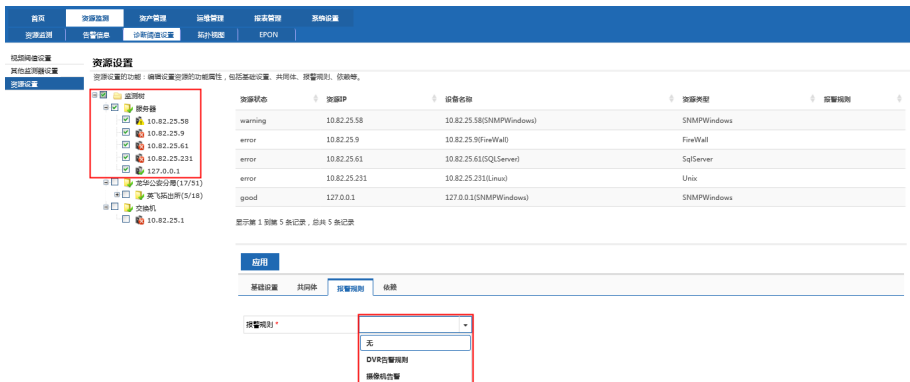 首页 资源监测 资产管理 运维管理 报表管理 系统设置
资源监测 告警信息 诊断阈值设置 拓扑视图 EPON
视频阈值设置
其他监测器设置
资源设置
资源设置
资源设置的功能：编辑设置资源的功能属性，包括基础设置、共同体、报警规则、依赖等。
监测树
服务器
10.82.25.58
10.82.25.9
10.82.25.61
10.82.25.231
127.0.0.1
龙华公安分局(17/51)
英飞拓出所(5/18)
交换机
10.82.25.1
资源状态 资源IP 设备名称 资源类型 报警规则
warning 10.82.25.58 10.82.25.58(SNMPWindows) SNMPWindows
error 10.82.25.9 10.82.25.9(FireWall) FireWall
error 10.82.25.61 10.82.25.61(SQLServer) SqlServer
error 10.82.25.231 10.82.25.231(Linux) Unix
good 127.0.0.1 127.0.0.1(SNMPWindows) SNMPWindows
显示第 1 到第 5 条记录，总共 5 条记录
应用
基础设置 共同体 报警规则 依赖
报警规则 *
无
DVR告警规则
摄像机告警